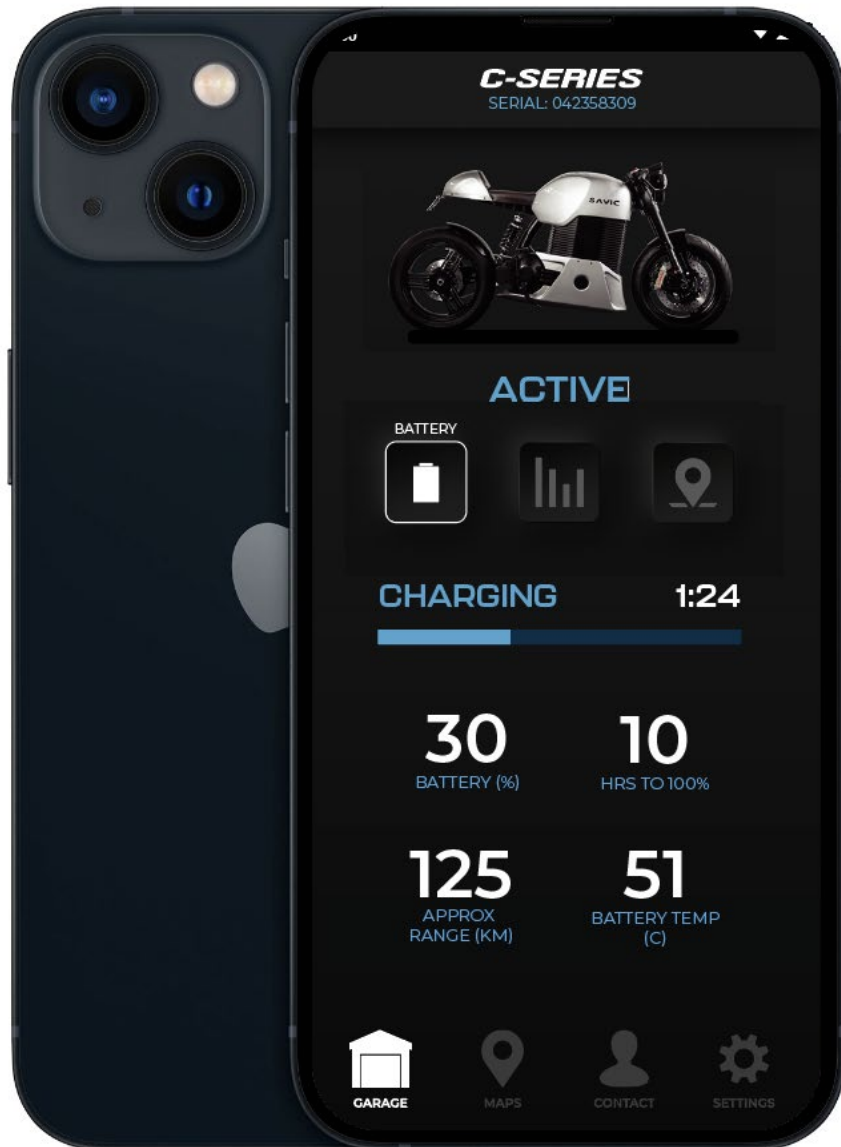 C-SERIES
SERIAL: 042358309
SAVIC
ACTIVE
BATTERY
CHARGING 1:24
30 10
BATTERY (%) HRS TO 100%
125 51
APPROX BATTERY TEMP
RANGE (KM) (C)
GARAGE MAPS CONTACT SETTINGS